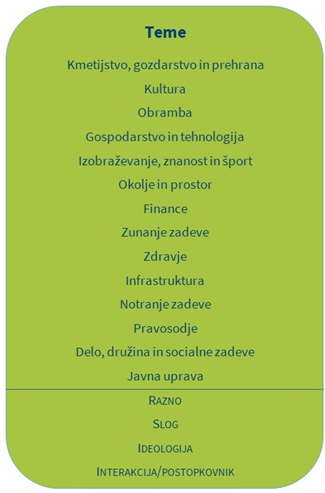 Teme
Kmetijstvo, gozdarstvo in prehrana
Kultura
Obramba
Gospodarstvo in tehnologija
Izobraževanje, znanost in šport
Okolje in prostor
Finance
Zunanje zadeve
Zdravje
Infrastruktura
Notranje zadeve
Pravosodje
Delo, družina in socialne zadeve
Javna uprava
RAZNO
SLOG
IDEOLOGIJA
INTERAKCIJA/POSTOPKOVNIK